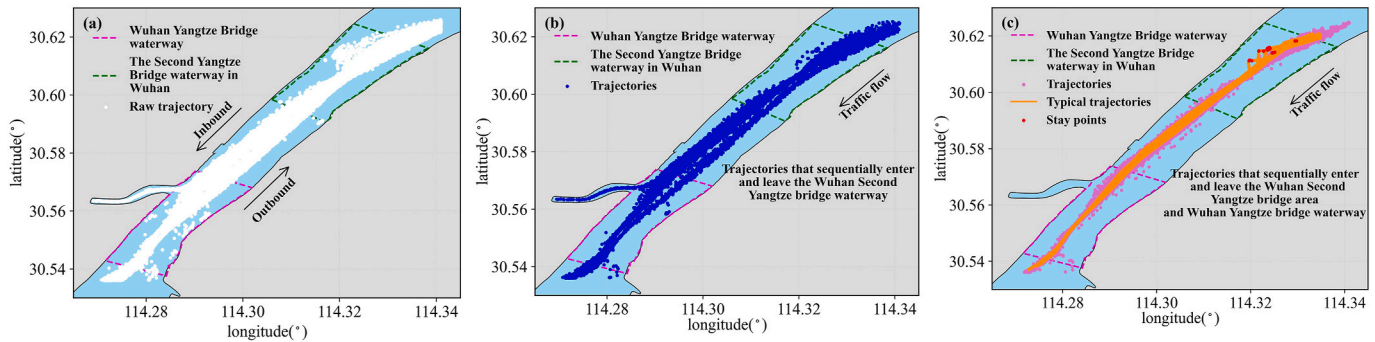 (a)
Wuhan Yangtze Bridge
waterway
The Second Yangtze
Bridge waterway in
Wuhan
Raw trajectory
Inbound
Outbound
30.62
30.60
30.58
30.56
30.54
latitude(°)
114.28
114.30
114.32
114.34
longitude(°)
(b)
Wuhan Yangtze Bridge waterway
The Second Yangtze
Bridge waterway in Wuhan
Trajectories
Traffic flow
Trajectories that sequentially enter
and leave the Wuhan Second
Yangtze bridge waterway
30.62
30.60
30.58
30.56
30.54
latitude(°)
114.28
114.30
114.32
114.34
longitude(°)
(c)
Wuhan Yangtze Bridge waterway
The Second Yangtze
Bridge waterway in Wuhan
Trajectories
Typical trajectories
Stay points
Traffic flow
Trajectories that sequentially enter
and leave the Wuhan Second
Yangtze bridge area
and Wuhan Yangtze bridge waterway
30.62
30.60
30.58
30.56
30.54
latitude(°)
114.28
114.30
114.32
114.34
longitude(°)